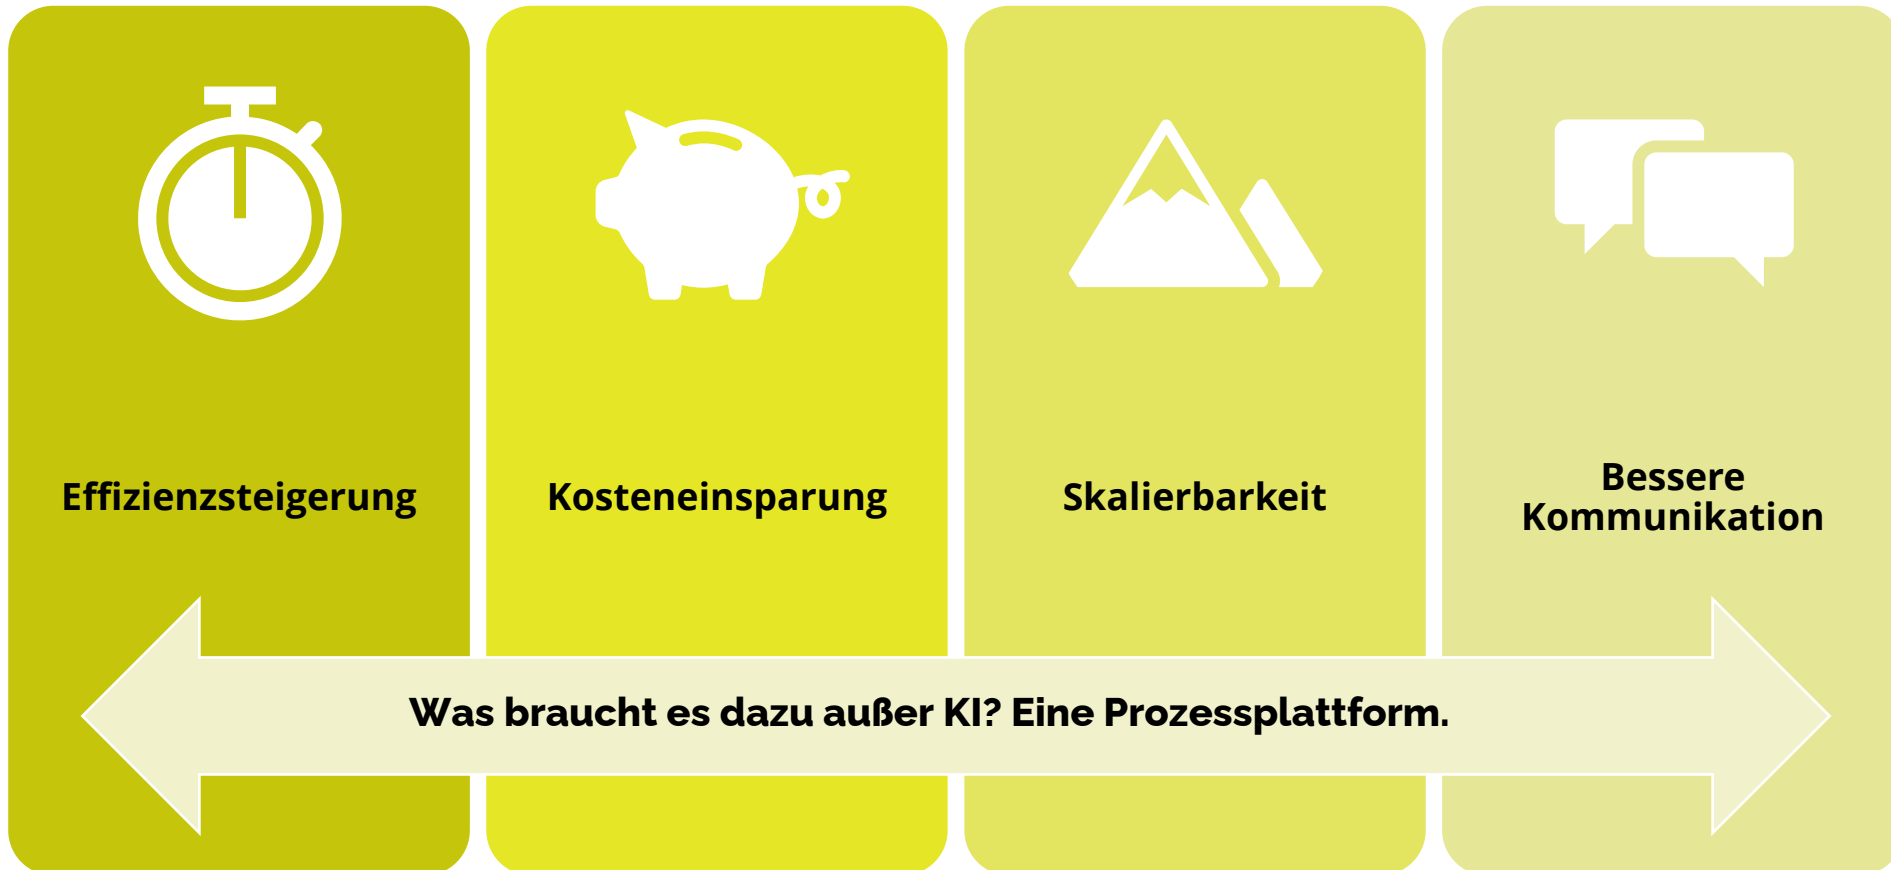 Effizienzsteigerung
Kosteneinsparung
Skalierbarkeit
Bessere
Kommunikation
Was braucht es dazu außer KI? Eine Prozessplattform.